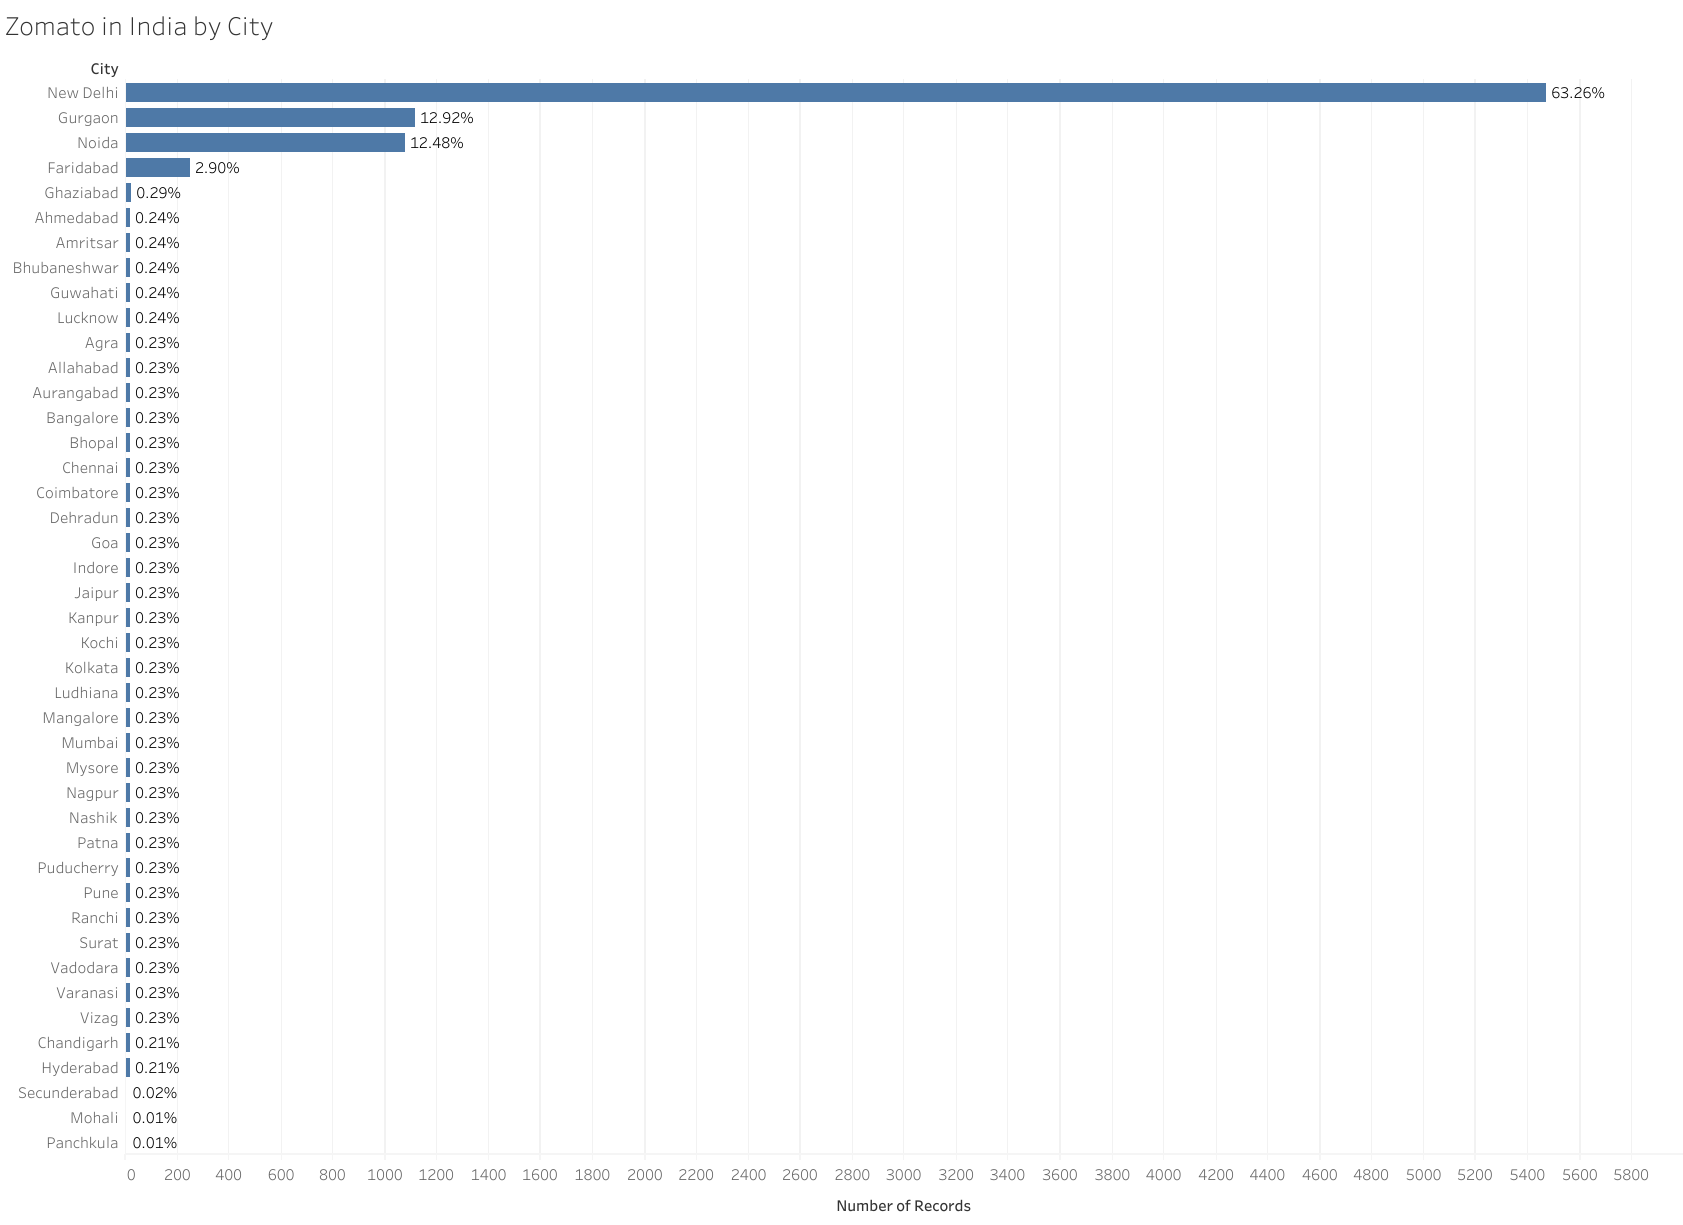 Zomato in India by City
City
New Delhi 63.26%
Gurgaon 12.92%
Noida 12.48%
Faridabad 2.90%
Ghaziabad 0.29%
Ahmedabad 0.24%
Amritsar 0.24%
Bhubaneshwar 0.24%
Guwahati 0.24%
Lucknow 0.24%
Agra 0.23%
Allahabad 0.23%
Aurangabad 0.23%
Bangalore 0.23%
Bhopal 0.23%
Chennai 0.23%
Coimbatore 0.23%
Dehradun 0.23%
Goa 0.23%
Indore 0.23%
Jaipur 0.23%
Kanpur 0.23%
Kochi 0.23%
Kolkata 0.23%
Ludhiana 0.23%
Mangalore 0.23%
Mumbai 0.23%
Mysore 0.23%
Nagpur 0.23%
Nashik 0.23%
Patna 0.23%
Puducherry 0.23%
Pune 0.23%
Ranchi 0.23%
Surat 0.23%
Vadodara 0.23%
Varanasi 0.23%
Vizag 0.23%
Chandigarh 0.21%
Hyderabad 0.21%
Secunderabad 0.02%
Mohali 0.01%
Panchkula 0.01%
0 200 400 600 800 1000 1200 1400 1600 1800 2000 2200 2400 2600 2800 3000 3200 3400 3600 3800 4000 4200 4400 4600 4800 5000 5200 5400 5600 5800
Number of Records